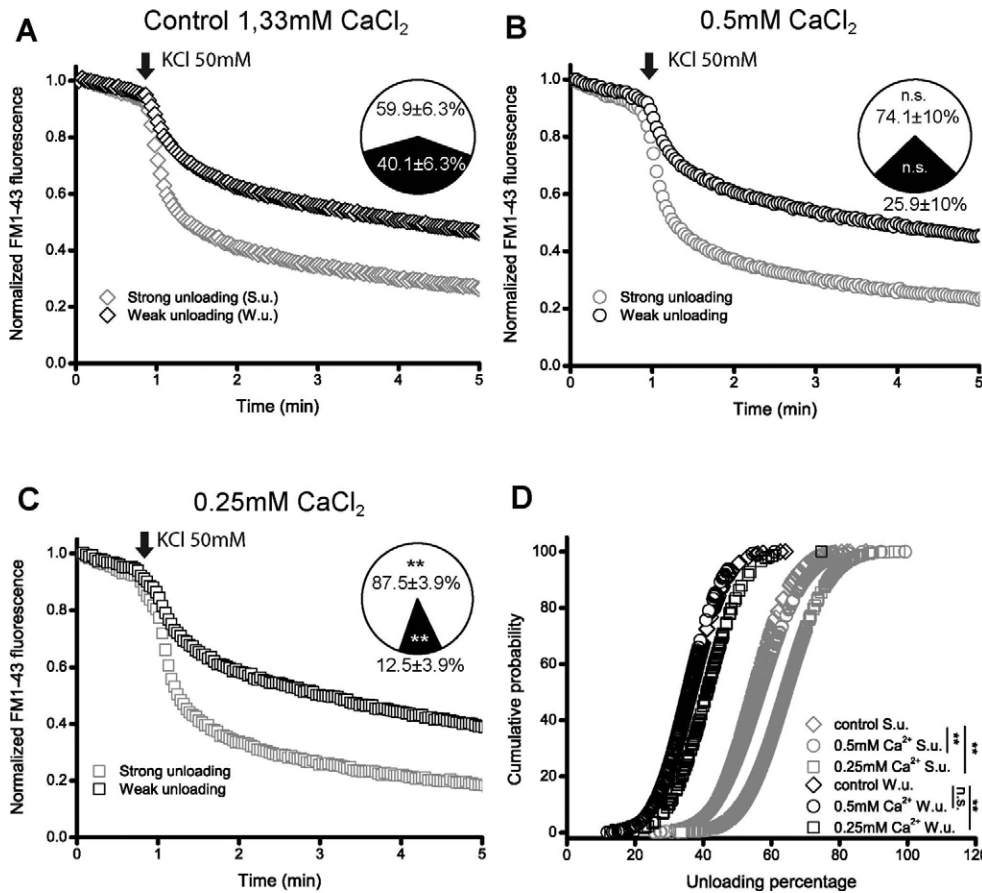 A
Control 1,33mM CaCl₂
KCl 50mM
Normalized FM1-43 fluorescence
1.0
0.8
0.6
0.4
0.2
0.0
59.9±6.3%
40.1±6.3%
Strong unloading (S.u.)
Weak unloading (W.u.)
0 1 2 3 4 5
Time (min)
B
0.5mM CaCl₂
KCl 50mM
Normalized FM1-43 fluorescence
1.0
0.8
0.6
0.4
0.2
0.0
n.s.
74.1±10%
n.s.
25.9±10%
Strong unloading
Weak unloading
0 1 2 3 4 5
Time (min)
C
0.25mM CaCl₂
KCl 50mM
Normalized FM1-43 fluorescence
1.0
0.8
0.6
0.4
0.2
0.0
**
87.5±3.9%
**
12.5±3.9%
Strong unloading
Weak unloading
0 1 2 3 4 5
Time (min)
D
Cumulative probability
100
80
60
40
20
0
control S.u.
0.5mM Ca²⁺ S.u.
0.25mM Ca²⁺ S.u.
control W.u.
0.5mM Ca²⁺ W.u.
0.25mM Ca²⁺ W.u.
**
**
n.s.
**
0 20 40 60 80 100 120
Unloading percentage